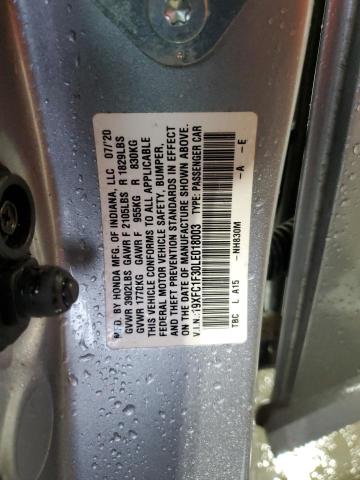 MFD. BY HONDA MFG. OF INDIANA, LLC 07/'20
GVWR 3902LBS GAWR F 2105LBS R 1829LBS
GVWR 1770KG GAWR F 955KG R 830KG
THIS VEHICLE CONFORMS TO ALL APPLICABLE
FEDERAL MOTOR VEHICLE SAFETY, BUMPER,
AND THEFT PREVENTION STANDARDS IN EFFECT
ON THE DATE OF MANUFACTURE SHOWN ABOVE.
V.I.N.: 19XFC1F30LE018003 TYPE: PASSENGER CAR
-NH830M -A -E
TBC L A15